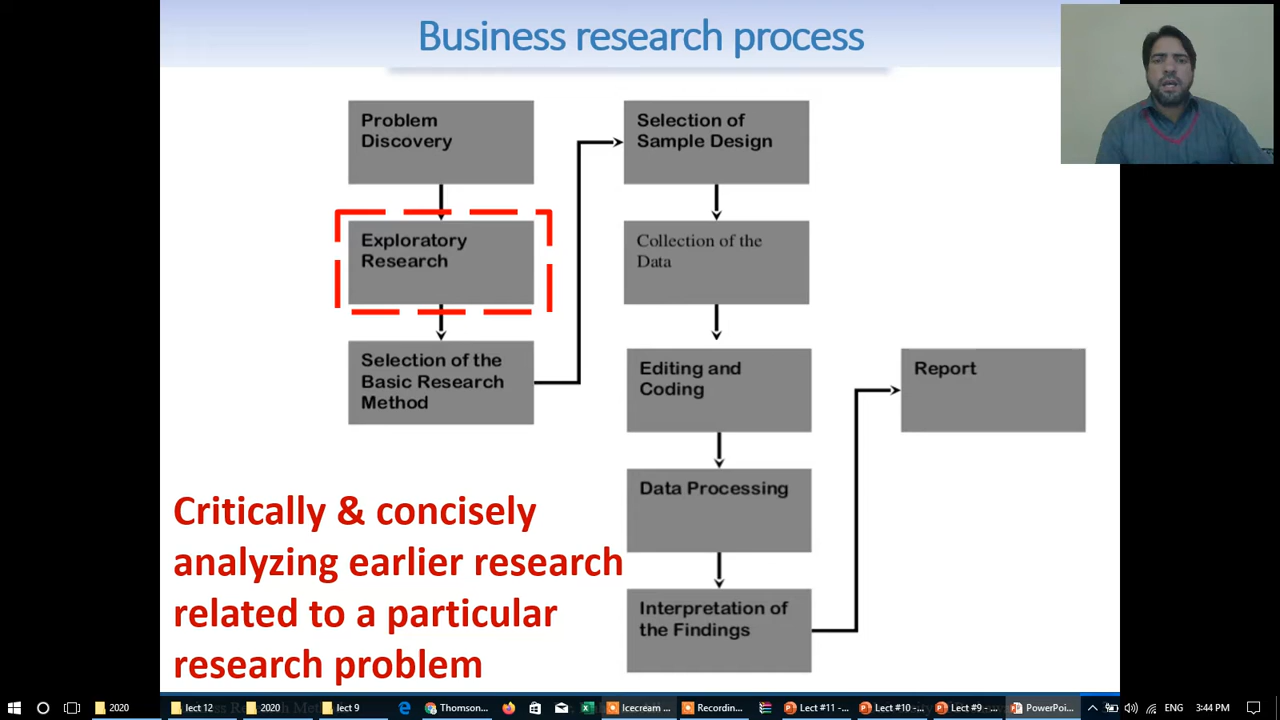 Business research process
Problem
Discovery
Exploratory
Research
Selection of the
Basic Research
Method
Selection of
Sample Design
Collection of the
Data
Editing and
Coding
Data Processing
Interpretation of
the Findings
Report
Critically & concisely
analyzing earlier research
related to a particular
research problem
2020
lect 12
2020
lect 9
Thomson...
Icecream ...
Recordin...
Lect #11 -...
Lect #10 -...
Lect #9 - ...
PowerPoi...
ENG
3:44 PM